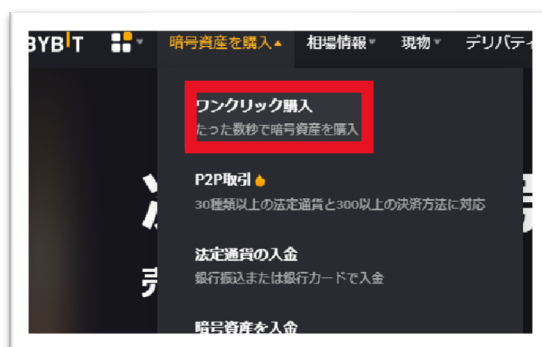 BYBIT 暗号資産を購入 相場情報 現物 デリバティ
ワンクリック購入
たった数秒で暗号資産を購入
P2P取引
30種類以上の法定通貨と300以上の決済方法に対応
法定通貨の入金
銀行振込または銀行カードで入金
売
暗号資産を入金